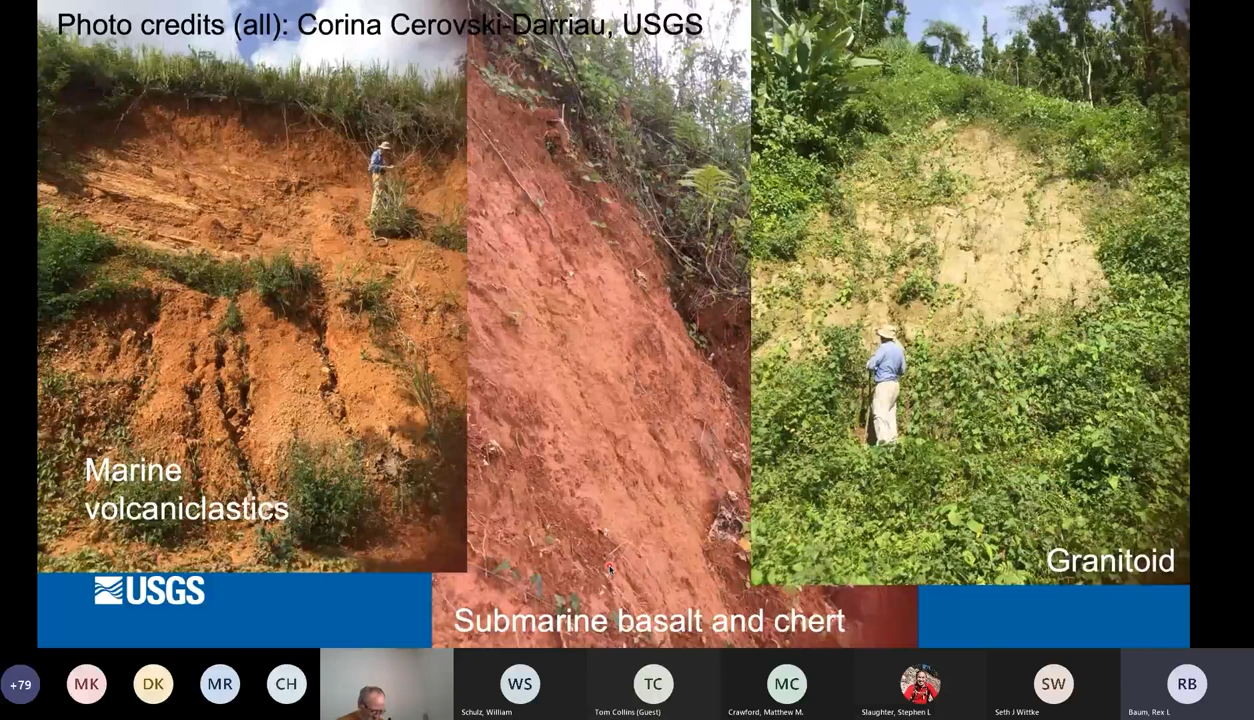 Photo credits (all): Corina Cerovski-Darriau, USGS
Marine
volcaniclastics
Granitoid
USGS
Submarine basalt and chert
+79
MK
DK
MR
CH
WS
Schulz, William
TC
Tom Collins (Guest)
MC
Crawford, Matthew M.
Slaughter, Stephen L
SW
Seth J Wittke
RB
Baum, Rex L